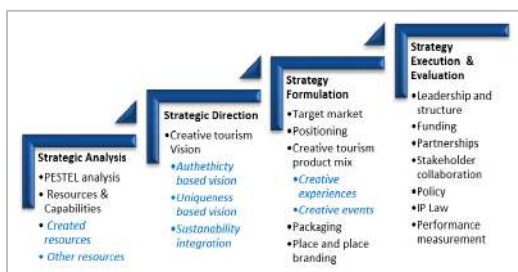 Strategic Analysis
•PESTEL analysis
• Resources &
Capabilities
• Created
resources
• Other resources
Strategic Direction
•Creative tourism
Vision
•Authethicty
based vision
•Uniqueness
based vision
•Sustanability
integration
Strategy
Formulation
•Target market
•Positioning
•Creative tourism
product mix
•Creative
experiences
•Creative events
•Packaging
•Place and place
branding
Strategy
Execution &
Evaluation
•Leadership and
structure
•Funding
•Partnerships
•Stakeholder
collaboration
•Policy
•IP Law
•Performance
measurement